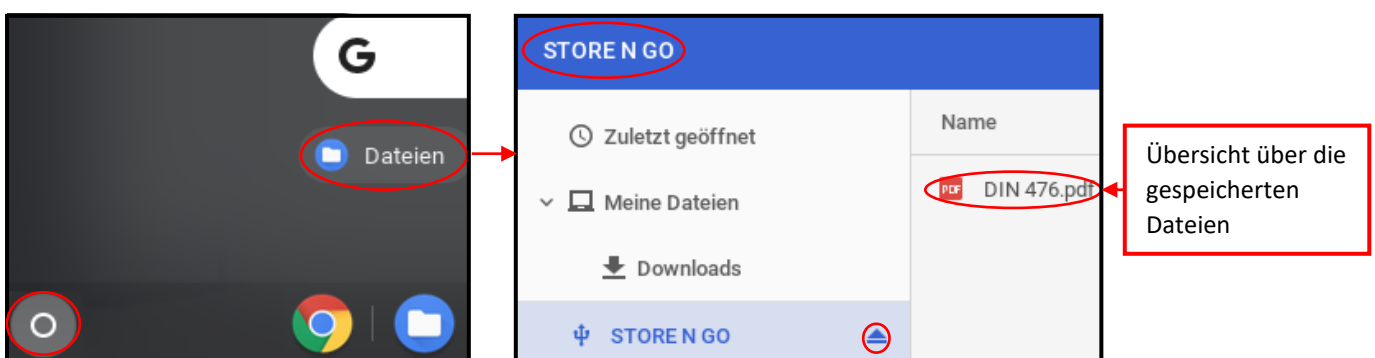 G
Dateien
STORE N GO
Zuletzt geöffnet
Meine Dateien
Downloads
STORE N GO
Name
PDF DIN 476.pdf
Übersicht über die
gespeicherten
Dateien